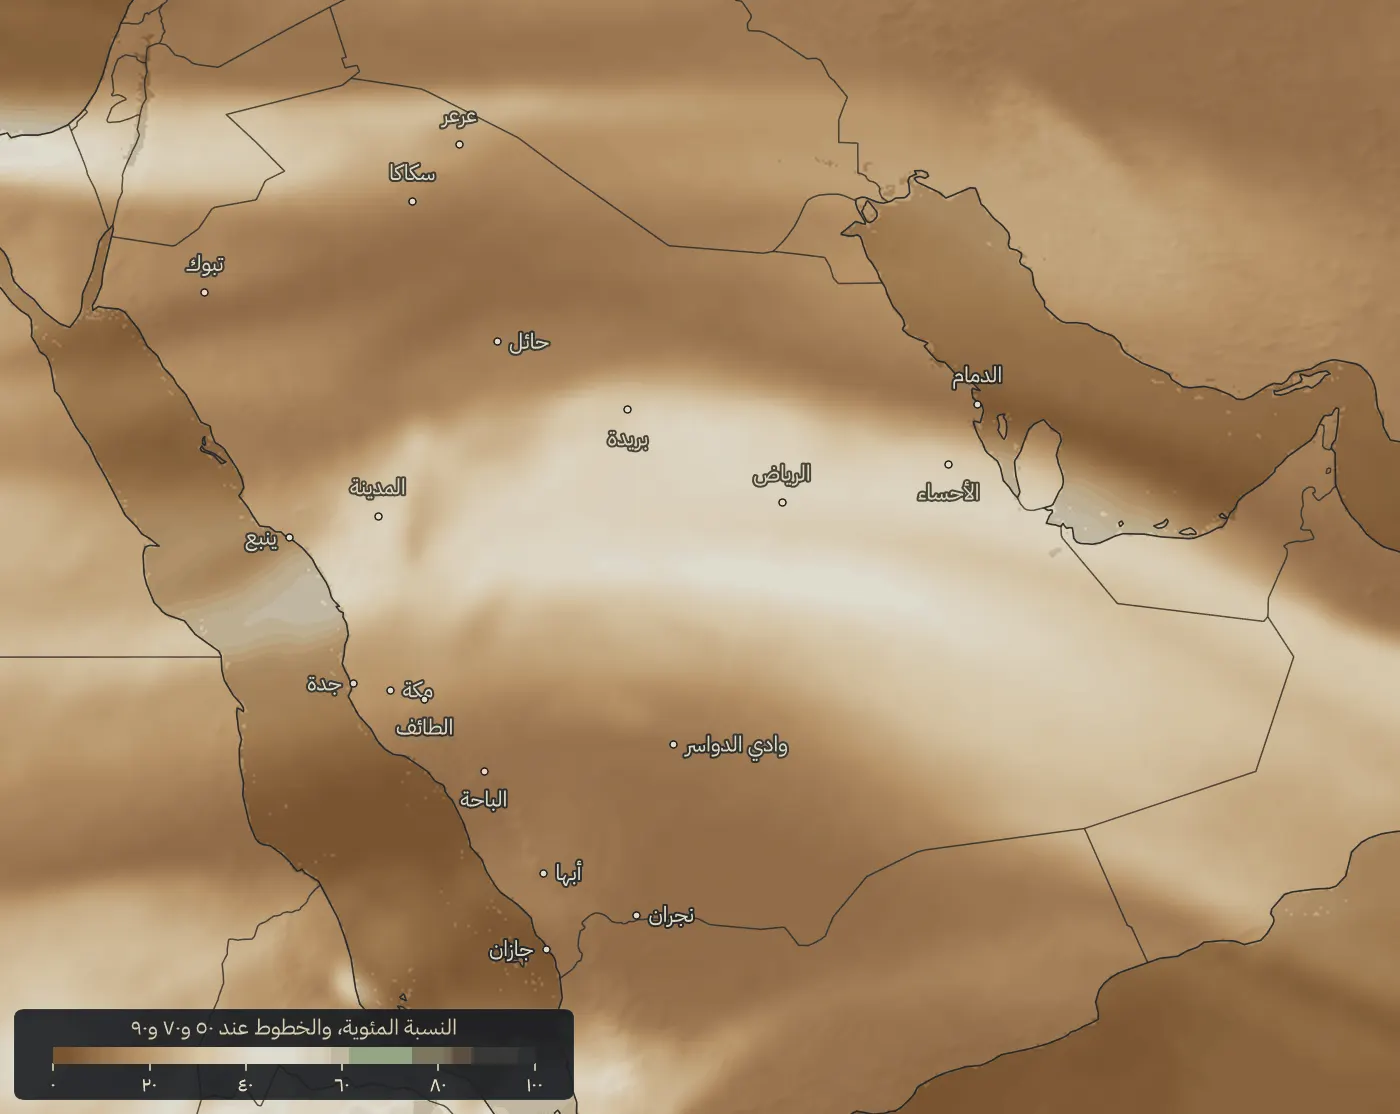 عرعر
سكاكا
تبوك
حائل
الدمام
بريدة
الرياض
الأحساء
المدينة
ينبع
جدة
مكة
الطائف
وادي الدواسر
الباحة
أبها
نجران
جازان
النسبة المئوية، والخطوط عند ٥٠ و٧٠ و٩٠
٠ ٢٠ ٤٠ ٦٠ ٨٠ ١٠٠